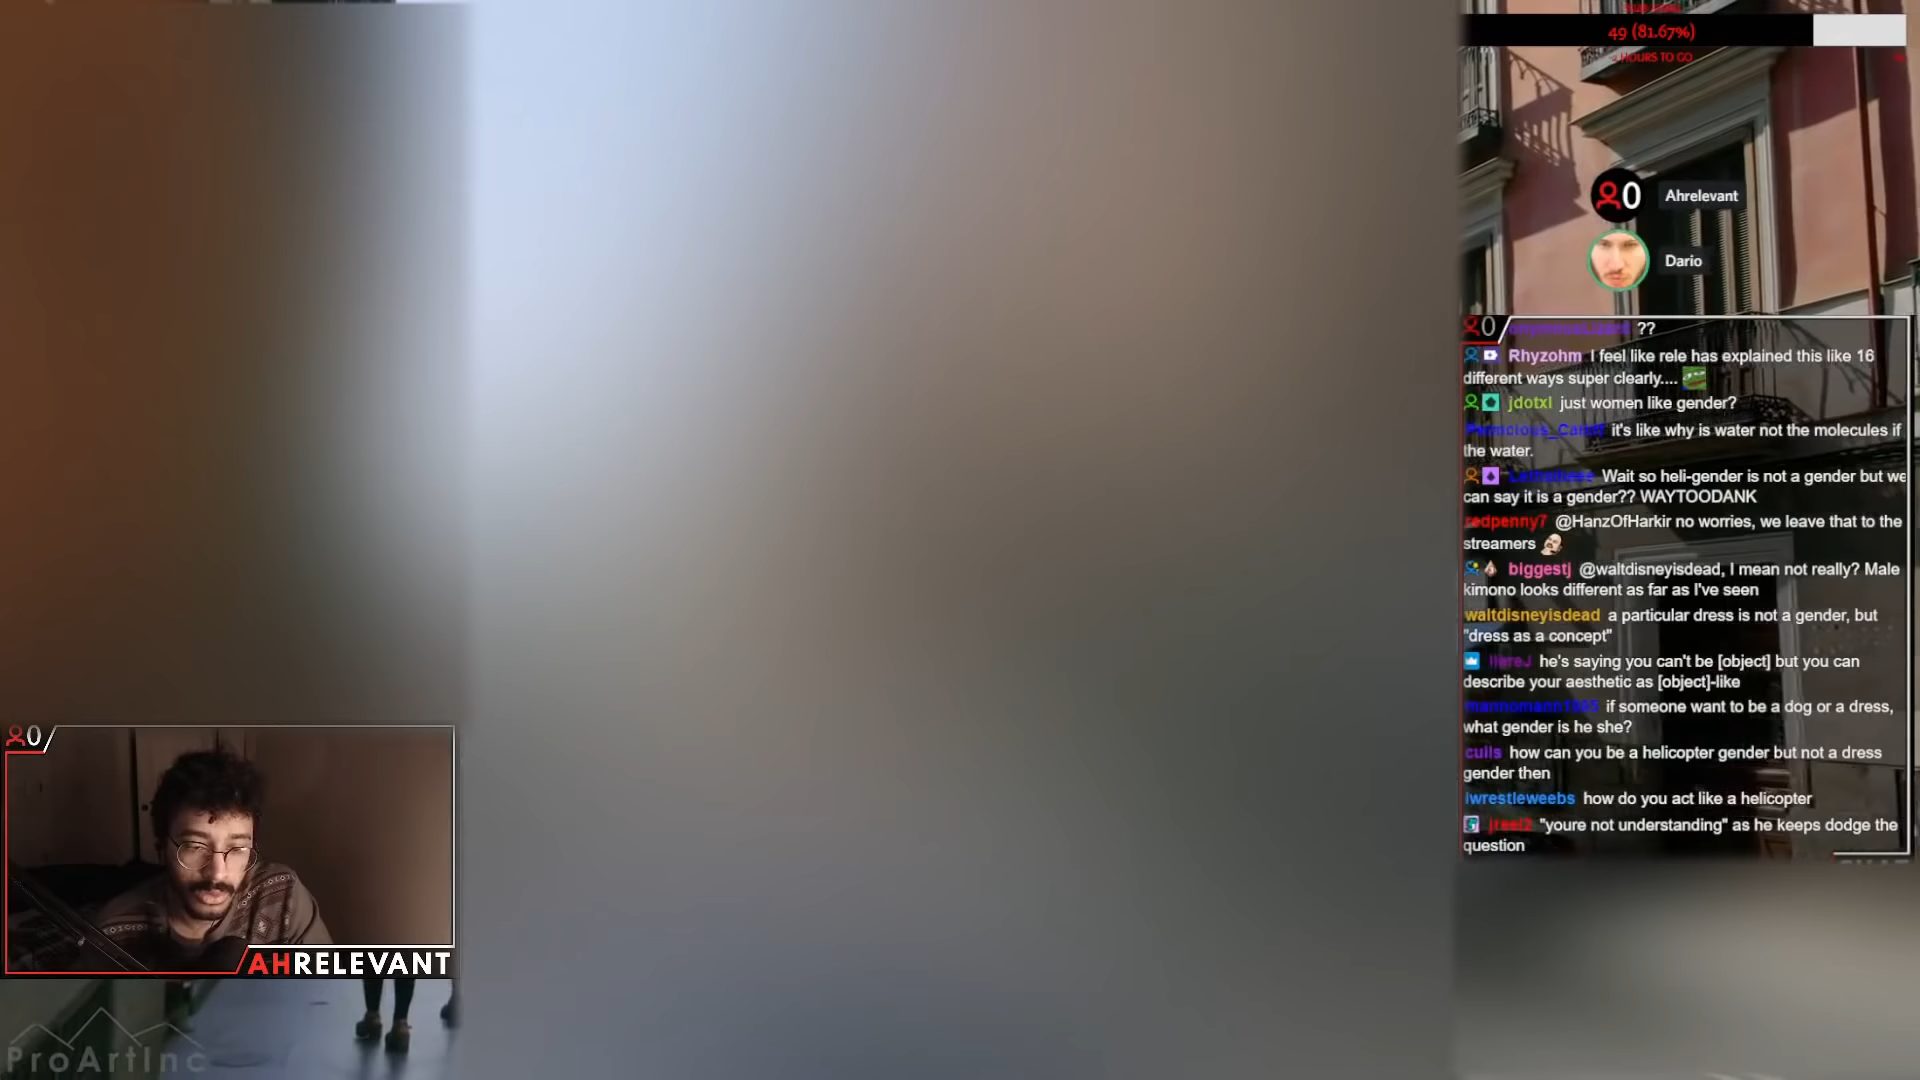 49 (81.67%)
HOURS TO GO
0 Ahrelevant
Dario
0 ??
Rhyzohm I feel like rele has explained this like 16
different ways super clearly....
jdotxl just women like gender?
it's like why is water not the molecules if
the water.
Wait so heli-gender is not a gender but we
can say it is a gender?? WAYTOODANK
redpenny7 @HanzOfHarkir no worries, we leave that to the
streamers
biggestj @waltdisneyisdead, I mean not really? Male
kimono looks different as far as I've seen
waltdisneyisdead a particular dress is not a gender, but
"dress as a concept"
he's saying you can't be [object] but you can
describe your aesthetic as [object]-like
if someone want to be a dog or a dress,
what gender is he she?
how can you be a helicopter gender but not a dress
gender then
iwrestleweebs how do you act like a helicopter
"youre not understanding" as he keeps dodge the
question
0
AHRELEVANT
ProArtInc